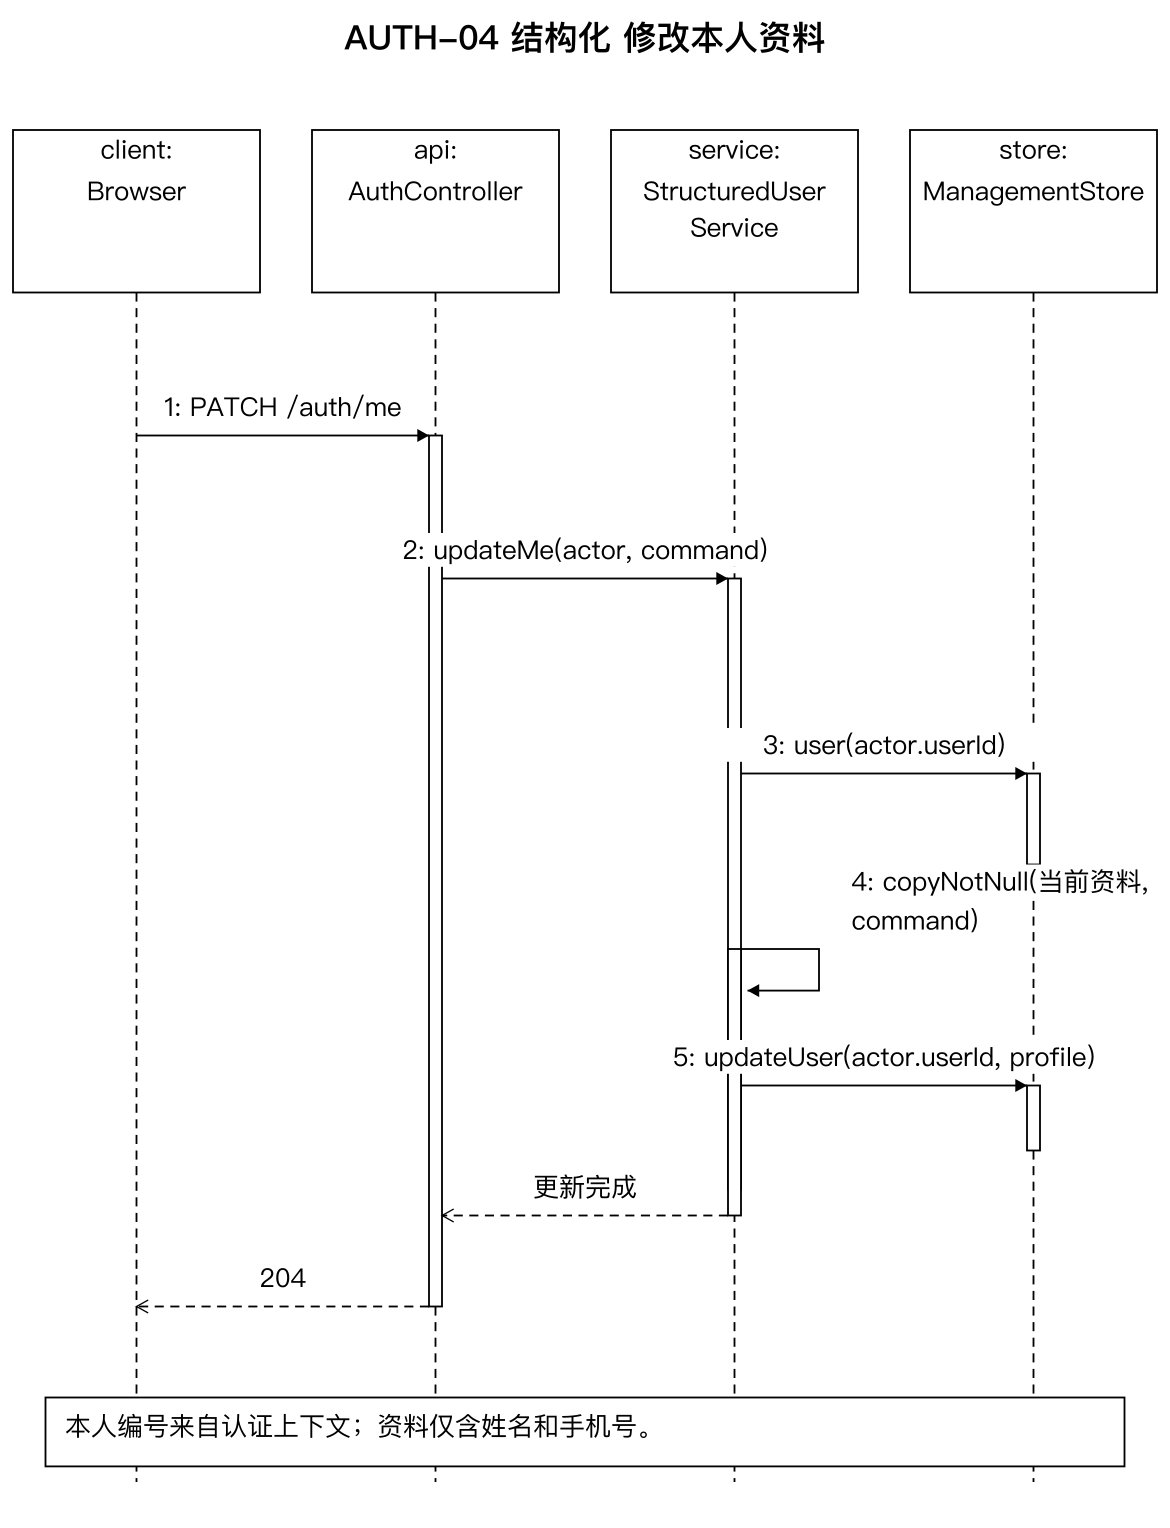 AUTH–04 结构化 修改本人资料
client:
Browser
api:
AuthController
service:
StructuredUser
Service
store:
ManagementStore
1: PATCH /auth/me
2: updateMe(actor, command)
3: user(actor.userId)
4: copyNotNull(当前资料,
command)
5: updateUser(actor.userId, profile)
更新完成
204
本人编号来自认证上下文；资料仅含姓名和手机号。